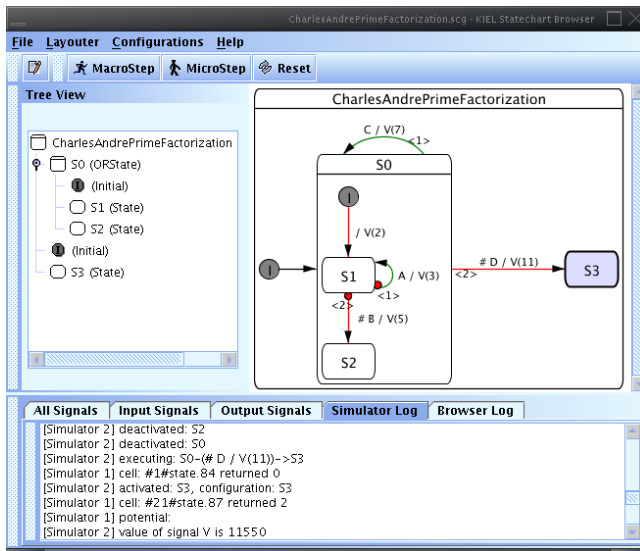 CharlesAndrePrimeFactorization.scg - KIEL Statechart Browser
File Layouter Configurations Help
MacroStep MicroStep Reset
Tree View
CharlesAndrePrimeFactorization
S0 (ORState)
I (Initial)
S1 (State)
S2 (State)
I (Initial)
S3 (State)
CharlesAndrePrimeFactorization
C / V(7)
<1>
S0
I
/ V(2)
I
S1
A / V(3)
<1>
<2>
# B / V(5)
S2
# D / V(11)
<2>
S3
All Signals Input Signals Output Signals Simulator Log Browser Log
[Simulator 2] deactivated: S2
[Simulator 2] deactivated: S0
[Simulator 2] executing: S0-(# D / V(11))->S3
[Simulator 1] cell: #1#state.84 returned 0
[Simulator 2] activated: S3, configuration: S3
[Simulator 1] cell: #21#state.87 returned 2
[Simulator 1] potential:
[Simulator 2] value of signal V is 11550